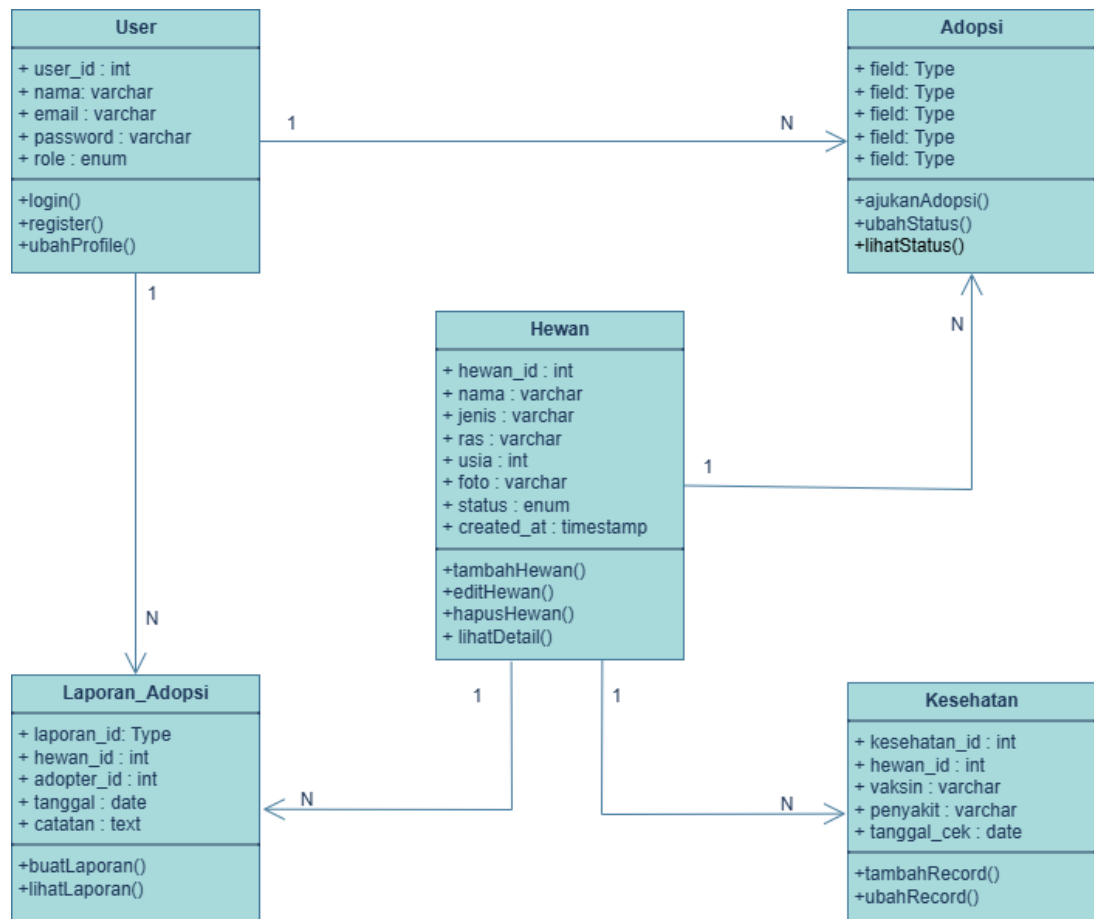 User
+ user_id : int
+ nama: varchar
+ email : varchar
+ password : varchar
+ role : enum
+login()
+register()
+ubahProfile()
1
N
Adopsi
+ field: Type
+ field: Type
+ field: Type
+ field: Type
+ field: Type
+ajukanAdopsi()
+ubahStatus()
+lihatStatus()
1
N
Hewan
+ hewan_id : int
+ nama : varchar
+ jenis : varchar
+ ras : varchar
+ usia : int
+ foto : varchar
+ status : enum
+ created_at : timestamp
+tambahHewan()
+editHewan()
+hapusHewan()
+ lihatDetail()
1
N
1
N
1
N
Laporan_Adopsi
+ laporan_id: Type
+ hewan_id : int
+ adopter_id : int
+ tanggal : date
+ catatan : text
+buatLaporan()
+lihatLaporan()
Kesehatan
+ kesehatan_id : int
+ hewan_id : int
+ vaksin : varchar
+ penyakit : varchar
+ tanggal_cek : date
+tambahRecord()
+ubahRecord()